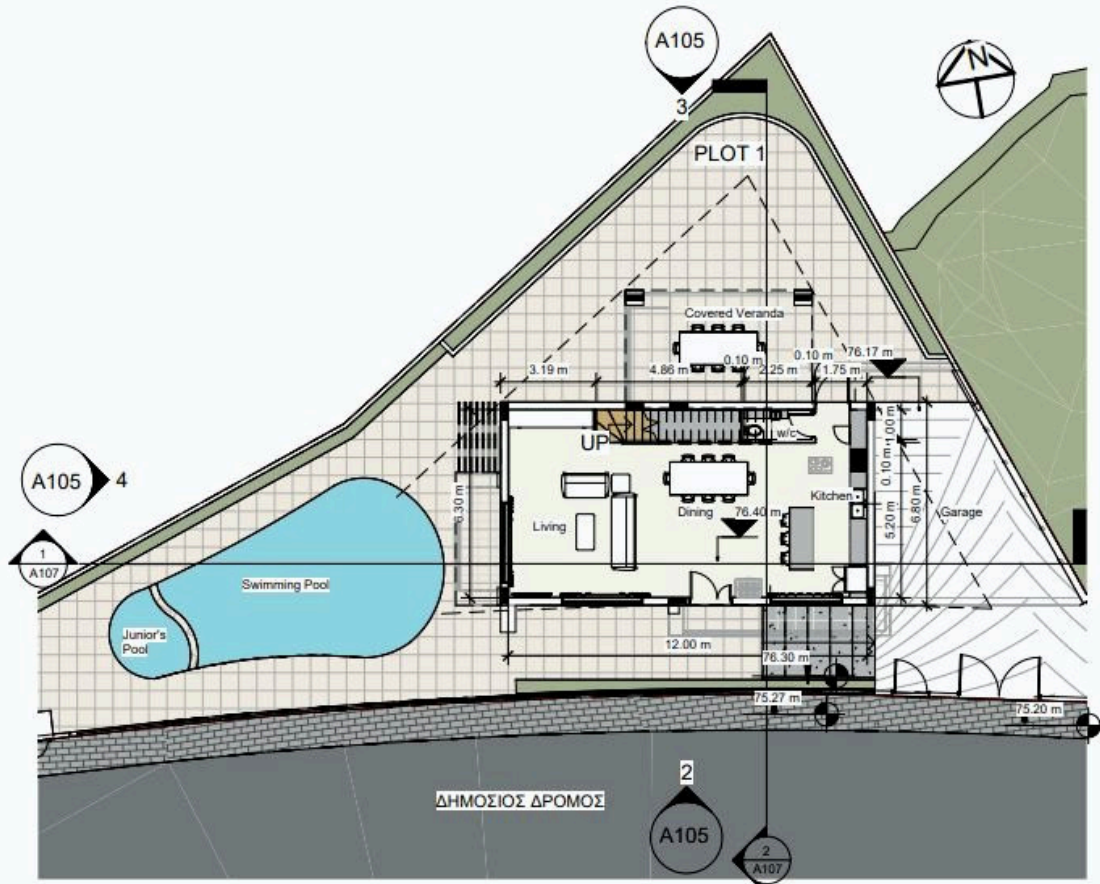 A105
3
N
PLOT 1
Covered Veranda
3.19 m
4.86 m
0.10 m
2.25 m
0.10 m
1.75 m
76.17 m
UP
w/c
1.00 m
0.10 m
5.20 m
6.80 m
6.30 m
A105
4
1
A107
Living
Dining
Kitchen
Garage
76.40 m
Swimming Pool
Junior's
Pool
12.00 m
76.30 m
75.27 m
75.20 m
ΔΗΜΟΣΙΟΣ ΔΡΟΜΟΣ
2
A105
2
A107